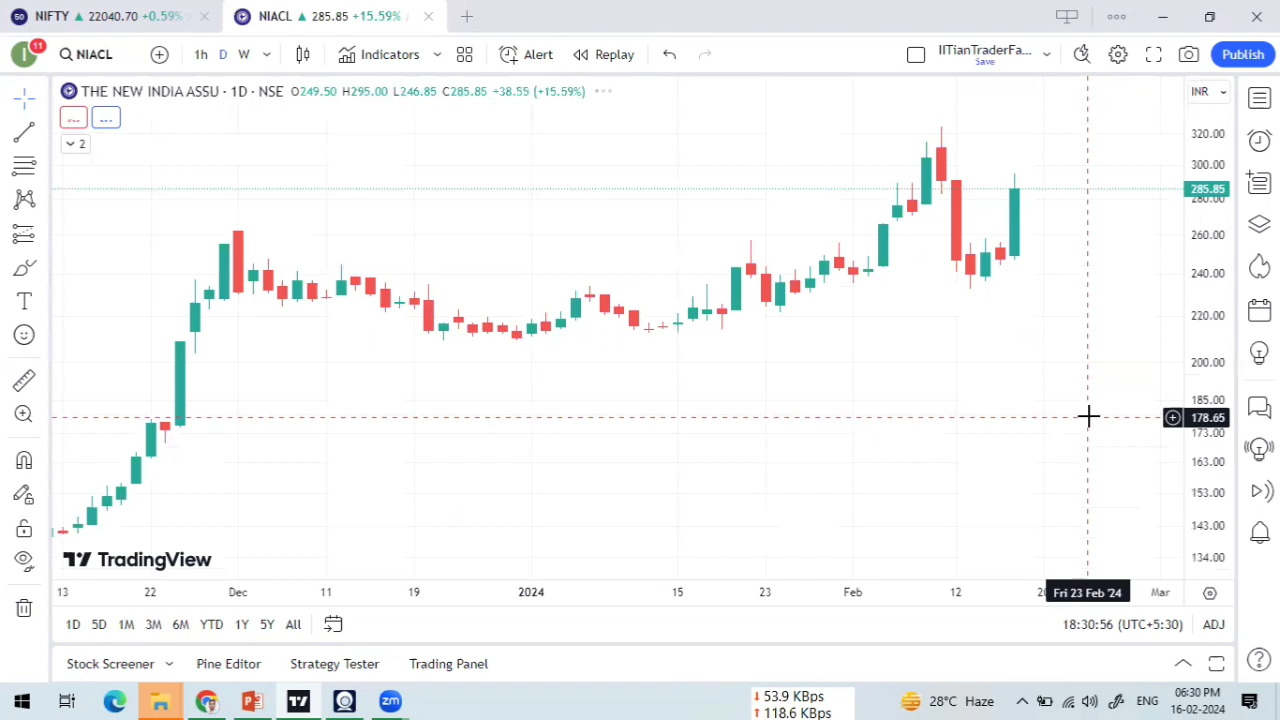 NIFTY ▲ 22040.70 +0.59%
NIACL ▲ 285.85 +15.59%
11
NIACL
1h D W
Indicators
Alert
Replay
IITianTraderFa...
Save
Publish
THE NEW INDIA ASSU · 1D · NSE O249.50 H295.00 L246.85 C285.85 +38.55 (+15.59%)
INR
2
320.00
300.00
285.85
280.00
260.00
240.00
220.00
200.00
185.00
178.65
173.00
163.00
153.00
143.00
134.00
TradingView
13 22 Dec 11 19 2024 15 23 Feb 12 Fri 23 Feb '24 Mar
1D 5D 1M 3M 6M YTD 1Y 5Y All
18:30:56 (UTC+5:30) ADJ
Stock Screener Pine Editor Strategy Tester Trading Panel
53.9 KBps
118.6 KBps
28°C Haze
ENG
06:30 PM
16-02-2024